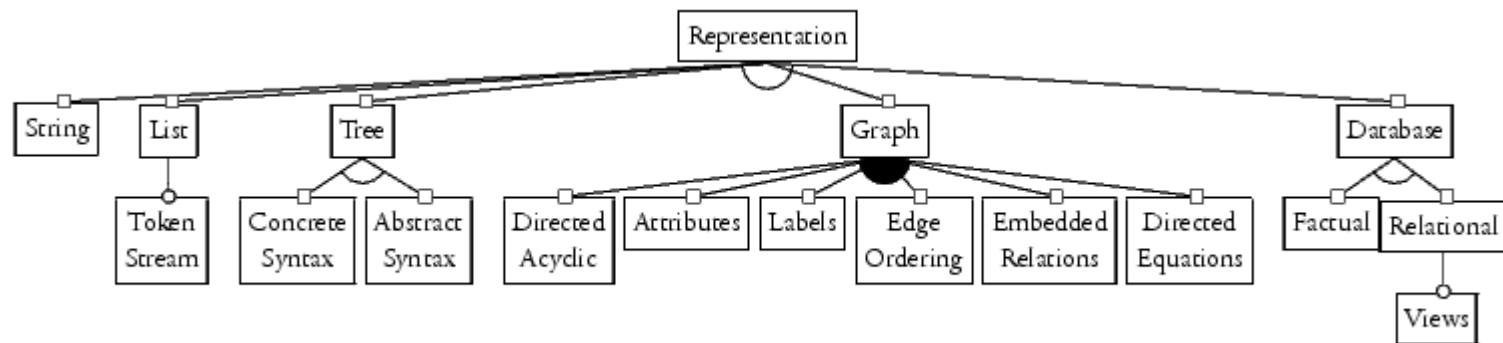 Representation
String
List
Tree
Graph
Database
Token
Stream
Concrete
Syntax
Abstract
Syntax
Directed
Acyclic
Attributes
Labels
Edge
Ordering
Embedded
Relations
Directed
Equations
Factual
Relational
Views